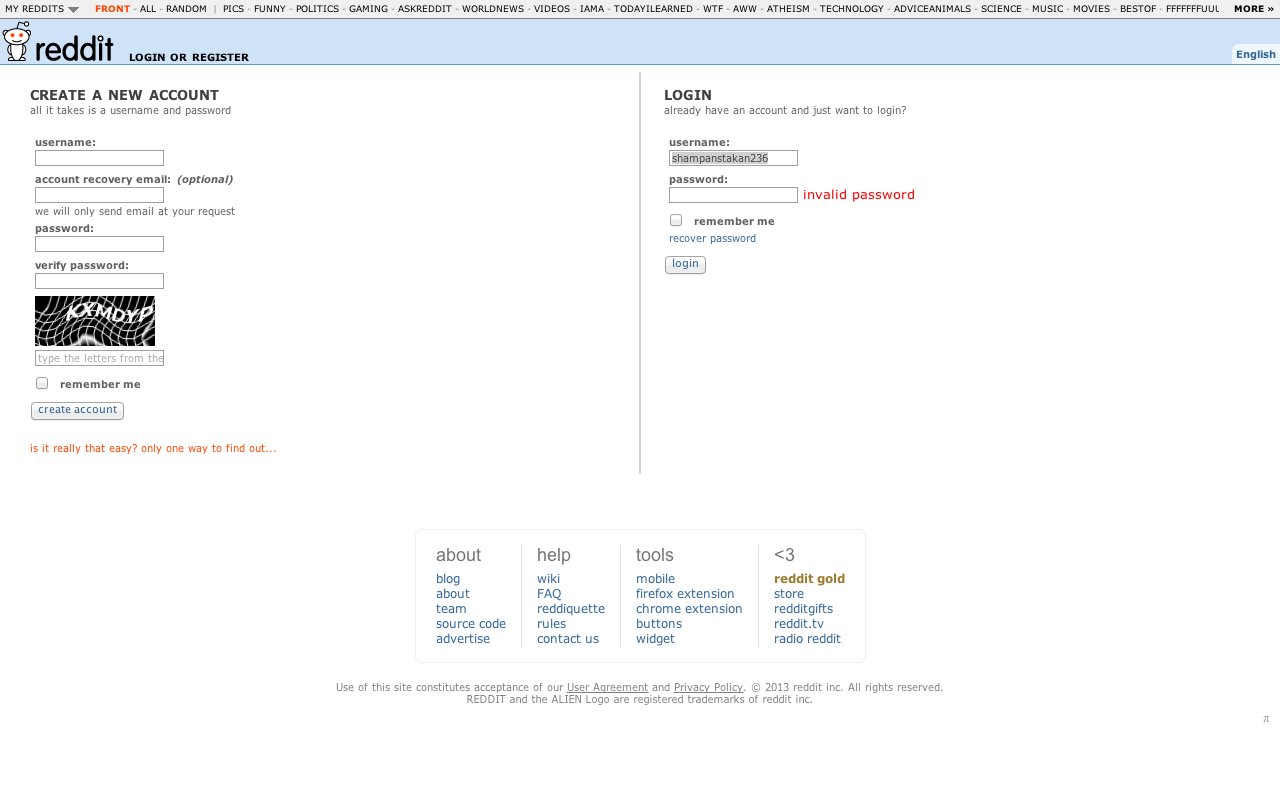 MY REDDITS FRONT - ALL - RANDOM | PICS - FUNNY - POLITICS - GAMING - ASKREDDIT - WORLDNEWS - VIDEOS - IAMA - TODAYILEARNED - WTF - AWW - ATHEISM - TECHNOLOGY - ADVICEANIMALS - SCIENCE - MUSIC - MOVIES - BESTOF - FFFFFFFUUU MORE »
reddit LOGIN OR REGISTER
English
CREATE A NEW ACCOUNT
all it takes is a username and password
username:
account recovery email: (optional)
we will only send email at your request
password:
verify password:
KXMDYP
type the letters from the
remember me
create account
is it really that easy? only one way to find out...
LOGIN
already have an account and just want to login?
username:
shampanstakan236
password:
invalid password
remember me
recover password
login
about
blog
about
team
source code
advertise
help
wiki
FAQ
reddiquette
rules
contact us
tools
mobile
firefox extension
chrome extension
buttons
widget
<3
reddit gold
store
redditgifts
reddit.tv
radio reddit
Use of this site constitutes acceptance of our User Agreement and Privacy Policy. © 2013 reddit inc. All rights reserved.
REDDIT and the ALIEN Logo are registered trademarks of reddit inc.
π